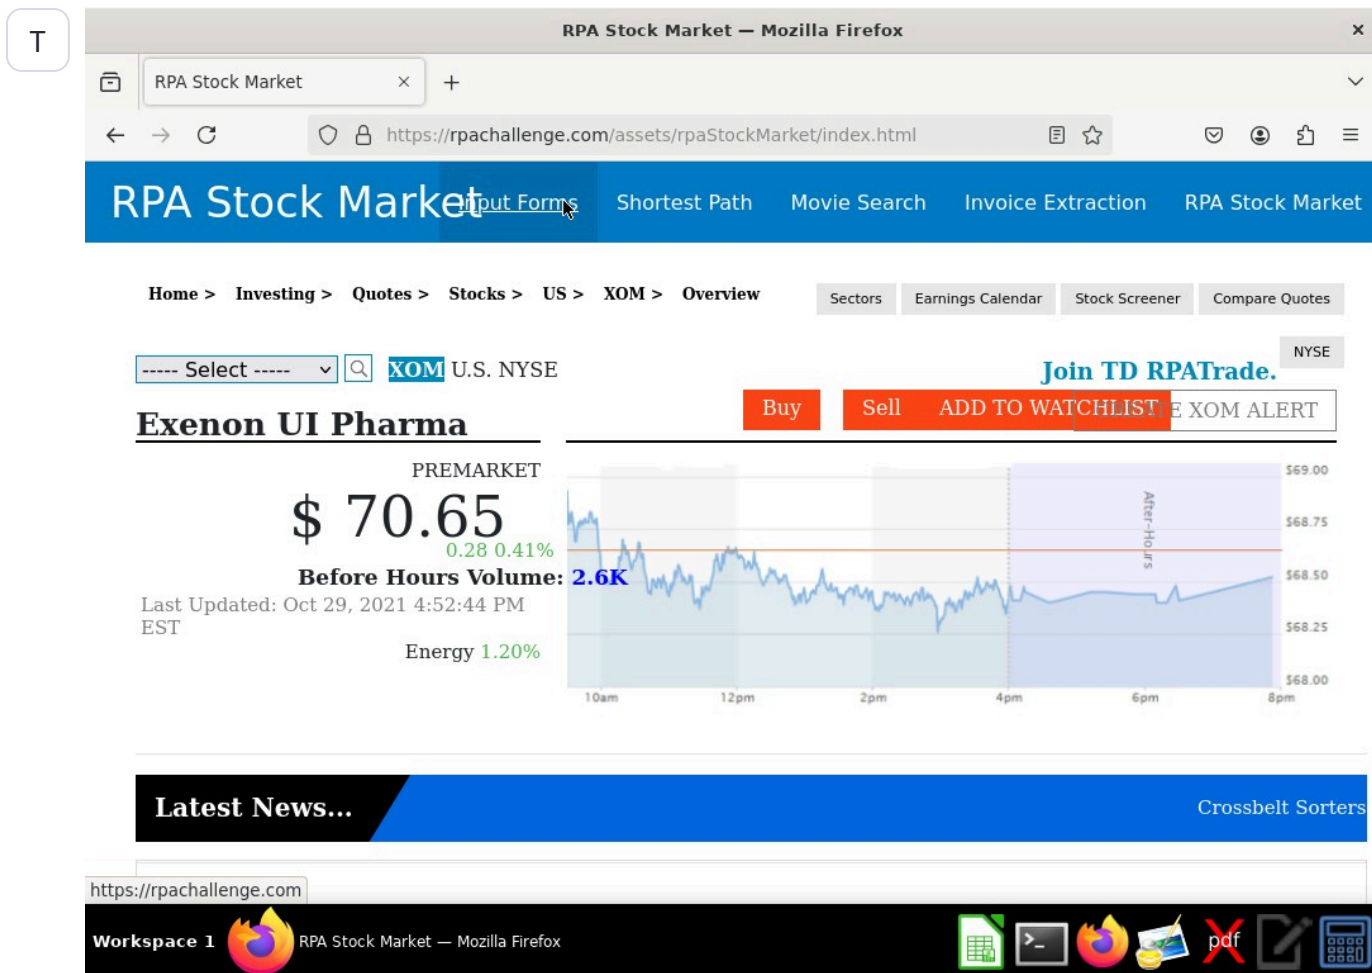 T
RPA Stock Market — Mozilla Firefox
RPA Stock Market
https://rpachallenge.com/assets/rpaStockMarket/index.html
RPA Stock Market Input Forms Shortest Path Movie Search Invoice Extraction RPA Stock Market
Home > Investing > Quotes > Stocks > US > XOM > Overview
Sectors Earnings Calendar Stock Screener Compare Quotes
NYSE
----- Select ----- XOM U.S. NYSE
Join TD RPATrade.
Exenon UI Pharma
Buy Sell ADD TO WATCHLIST XOM ALERT
PREMARKET
$ 70.65
0.28 0.41%
Before Hours Volume: 2.6K
Last Updated: Oct 29, 2021 4:52:44 PM
EST
Energy 1.20%
$69.00
$68.75
$68.50
$68.25
$68.00
After-Hours
10am 12pm 2pm 4pm 6pm 8pm
Latest News...
Crossbelt Sorters
https://rpachallenge.com
Workspace 1 RPA Stock Market — Mozilla Firefox
pdf